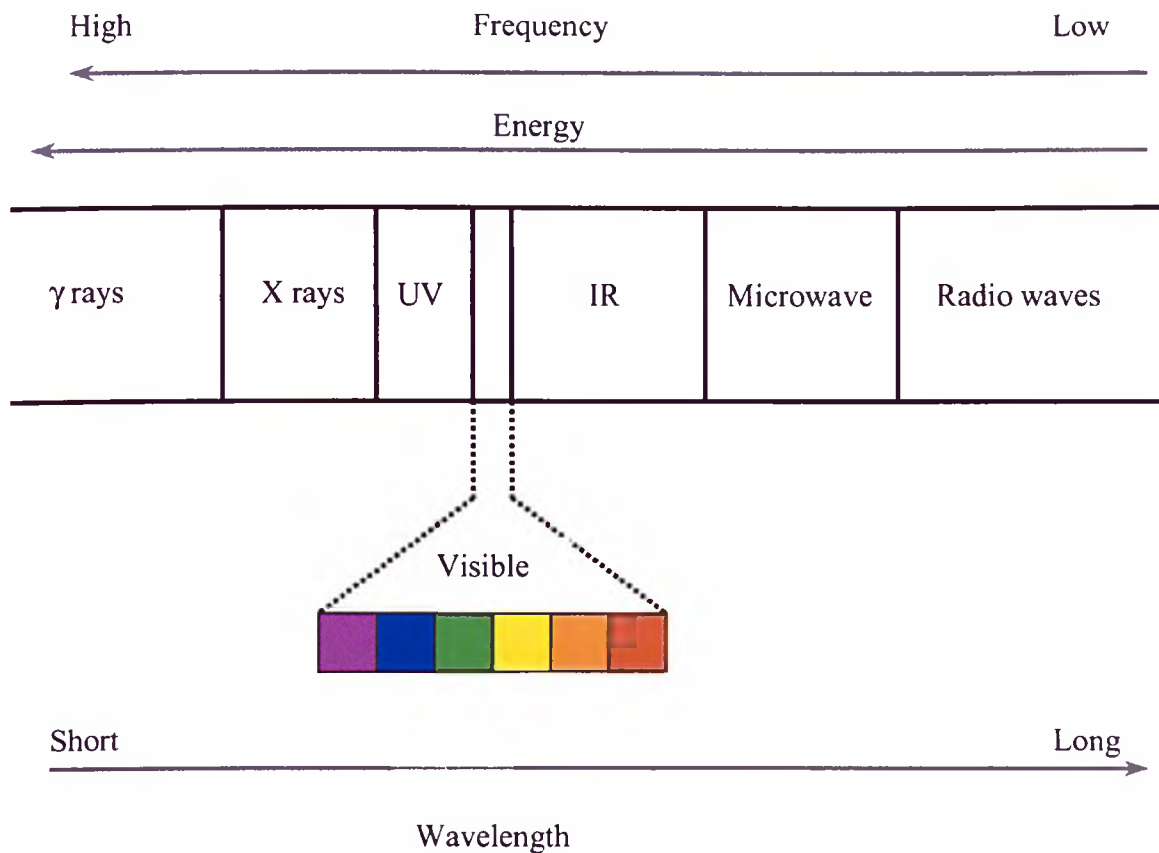 High Frequency Low
Energy
γ rays X rays UV IR Microwave Radio waves
Visible
Short Long
Wavelength